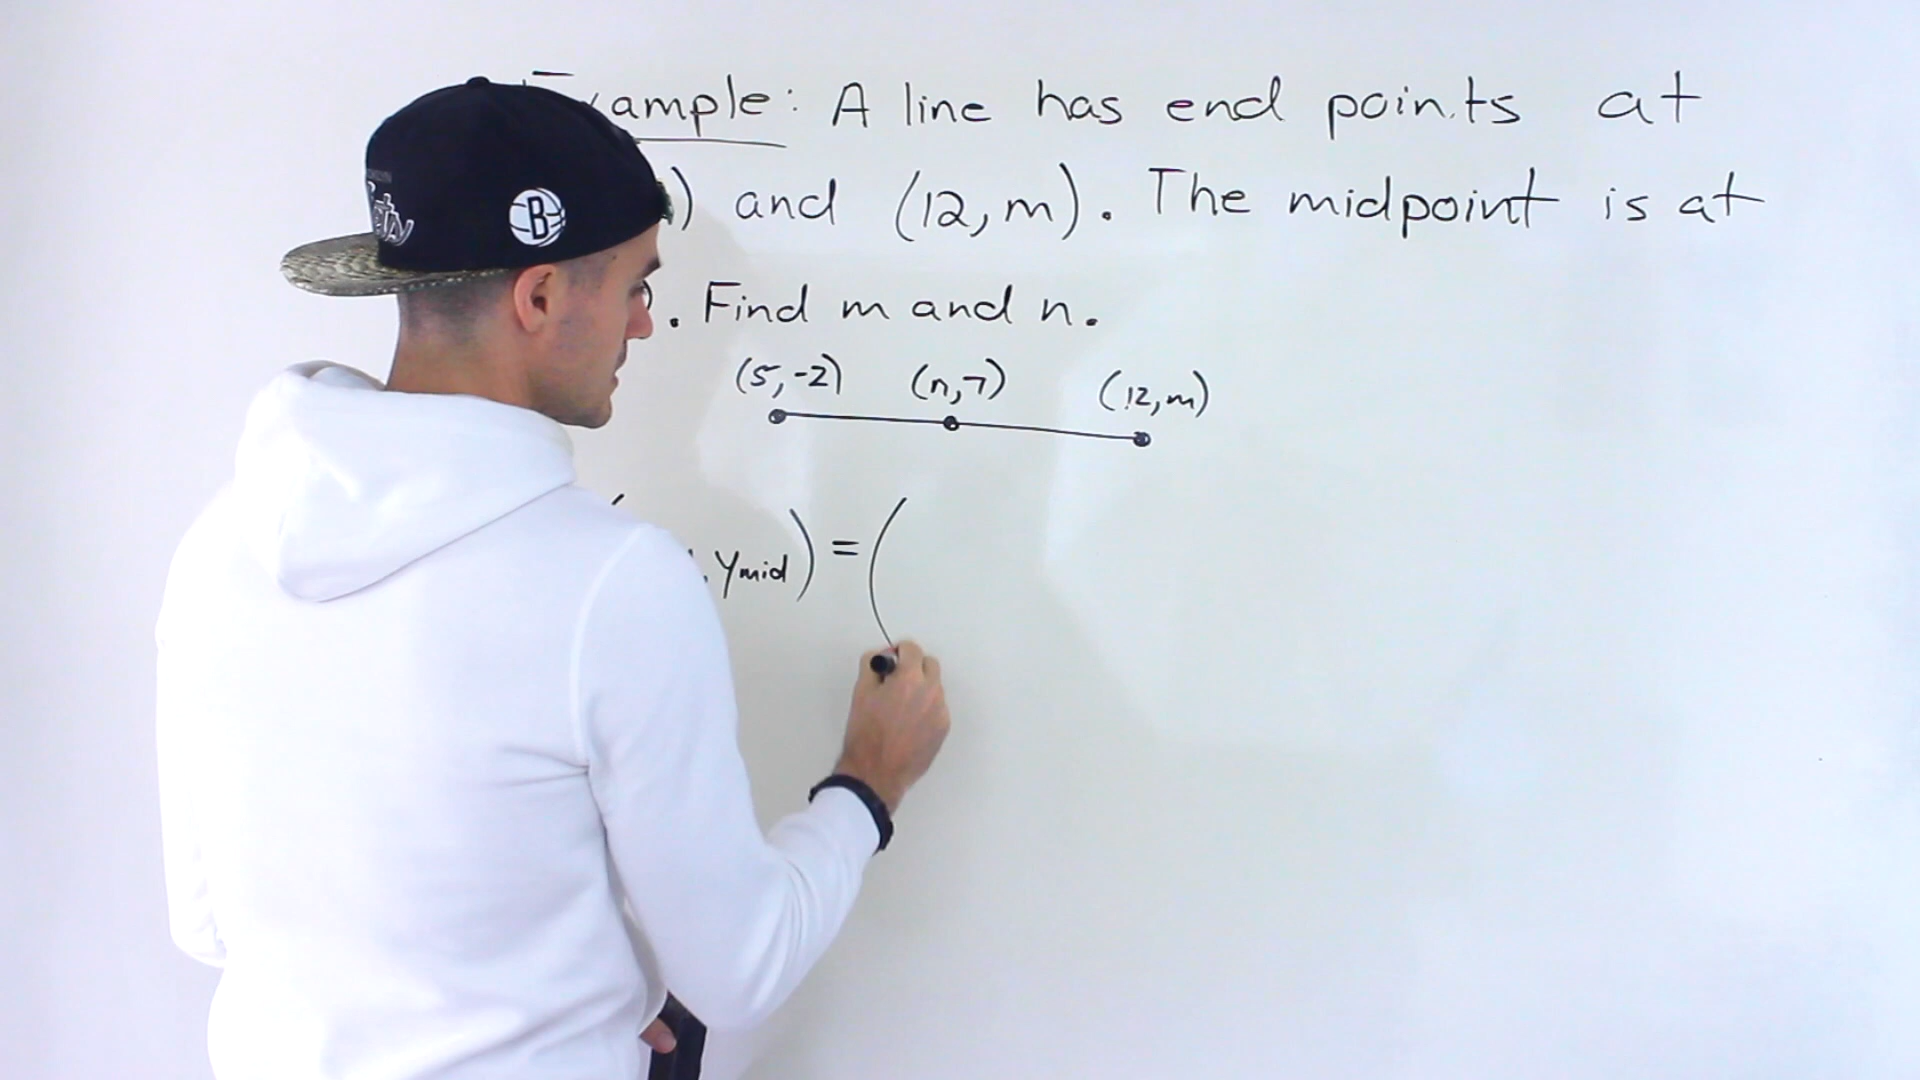 ample: A line has end points at
) and (12,m). The midpoint is at
. Find m and n.
(5,-2) (n,7) (12,m)
, ymid) = (
B